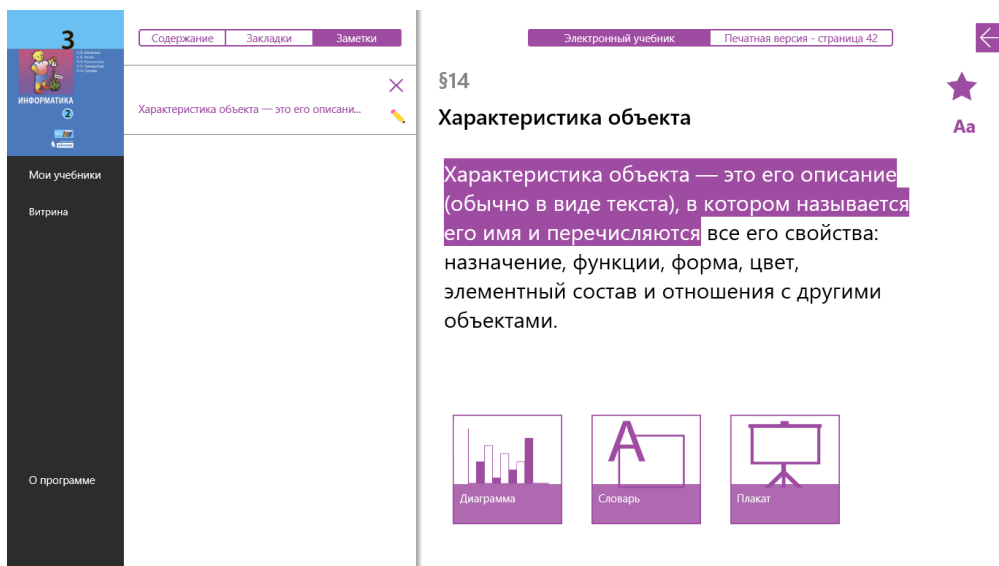 3
ИНФОРМАТИКА
2
Мои учебники
Витрина
О программе
Содержание Закладки Заметки
Характеристика объекта — это его описани...
Электронный учебник Печатная версия - страница 42
§14
Aa
Характеристика объекта
Характеристика объекта — это его описание
(обычно в виде текста), в котором называется
его имя и перечисляются все его свойства:
назначение, функции, форма, цвет,
элементный состав и отношения с другими
объектами.
A
Диаграмма
Словарь
Плакат